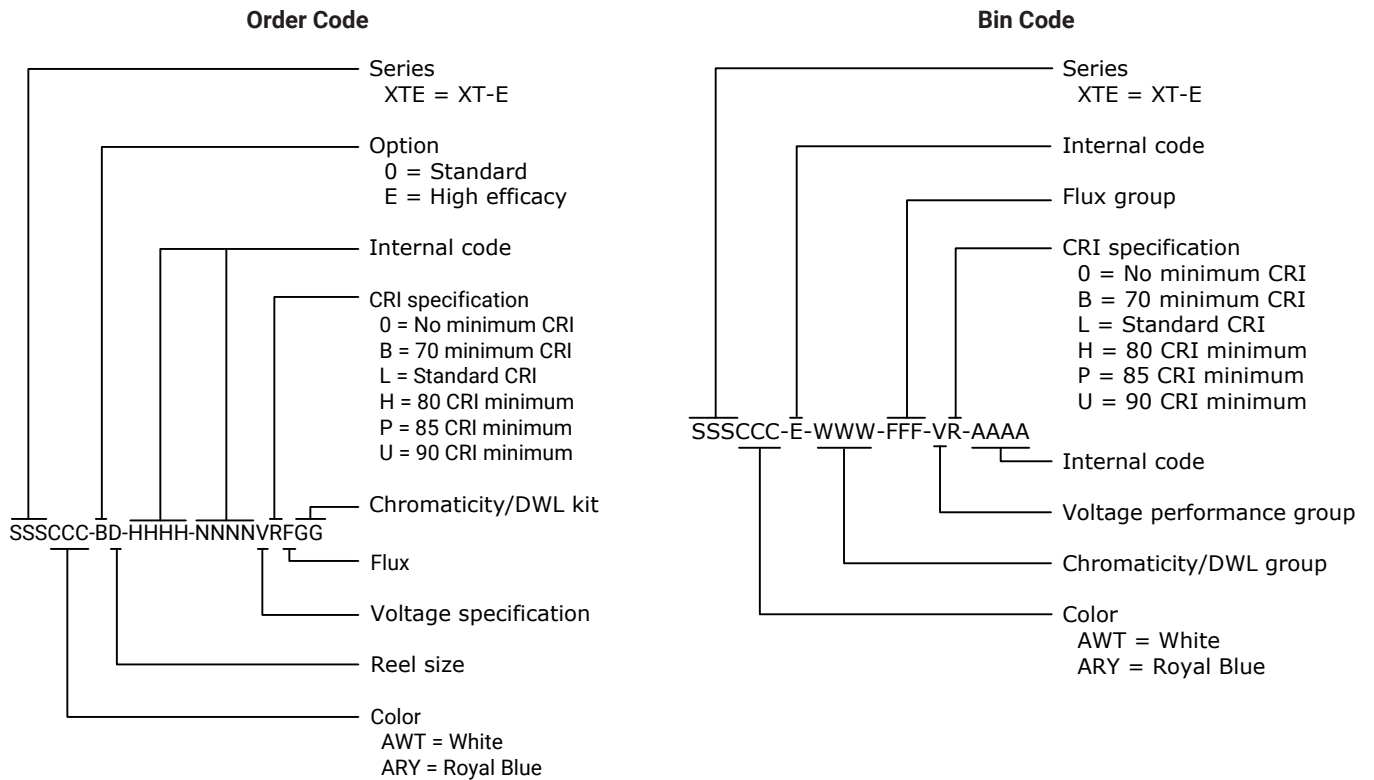 Order Code
Series
XTE = XT-E
Option
0 = Standard
E = High efficacy
Internal code
CRI specification
0 = No minimum CRI
B = 70 minimum CRI
L = Standard CRI
H = 80 CRI minimum
P = 85 CRI minimum
U = 90 CRI minimum
Chromaticity/DWL kit
SSSCCC-BD-HHHH-NNNNVRFGG
Flux
Voltage specification
Reel size
Color
AWT = White
ARY = Royal Blue
Bin Code
Series
XTE = XT-E
Internal code
Flux group
CRI specification
0 = No minimum CRI
B = 70 minimum CRI
L = Standard CRI
H = 80 CRI minimum
P = 85 CRI minimum
U = 90 CRI minimum
SSSCCC-E-WWW-FFF-VR-AAAA
Internal code
Voltage performance group
Chromaticity/DWL group
Color
AWT = White
ARY = Royal Blue